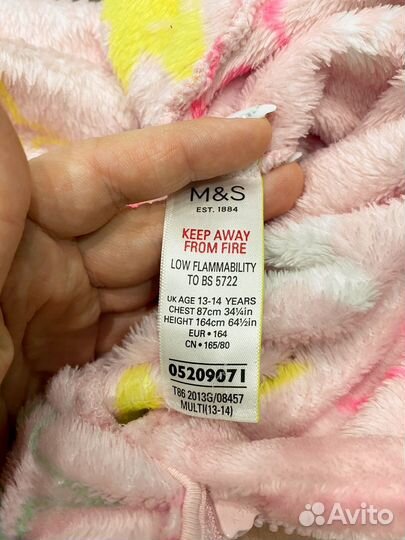 M&S
EST. 1884
KEEP AWAY
FROM FIRE
LOW FLAMMABILITY
TO BS 5722
UK AGE 13-14 YEARS
CHEST 87cm 34¼in
HEIGHT 164cm 64½in
EUR • 164
CN • 165/80
05209071
T86 2013G/08457
MULTI(13-14)
Avito